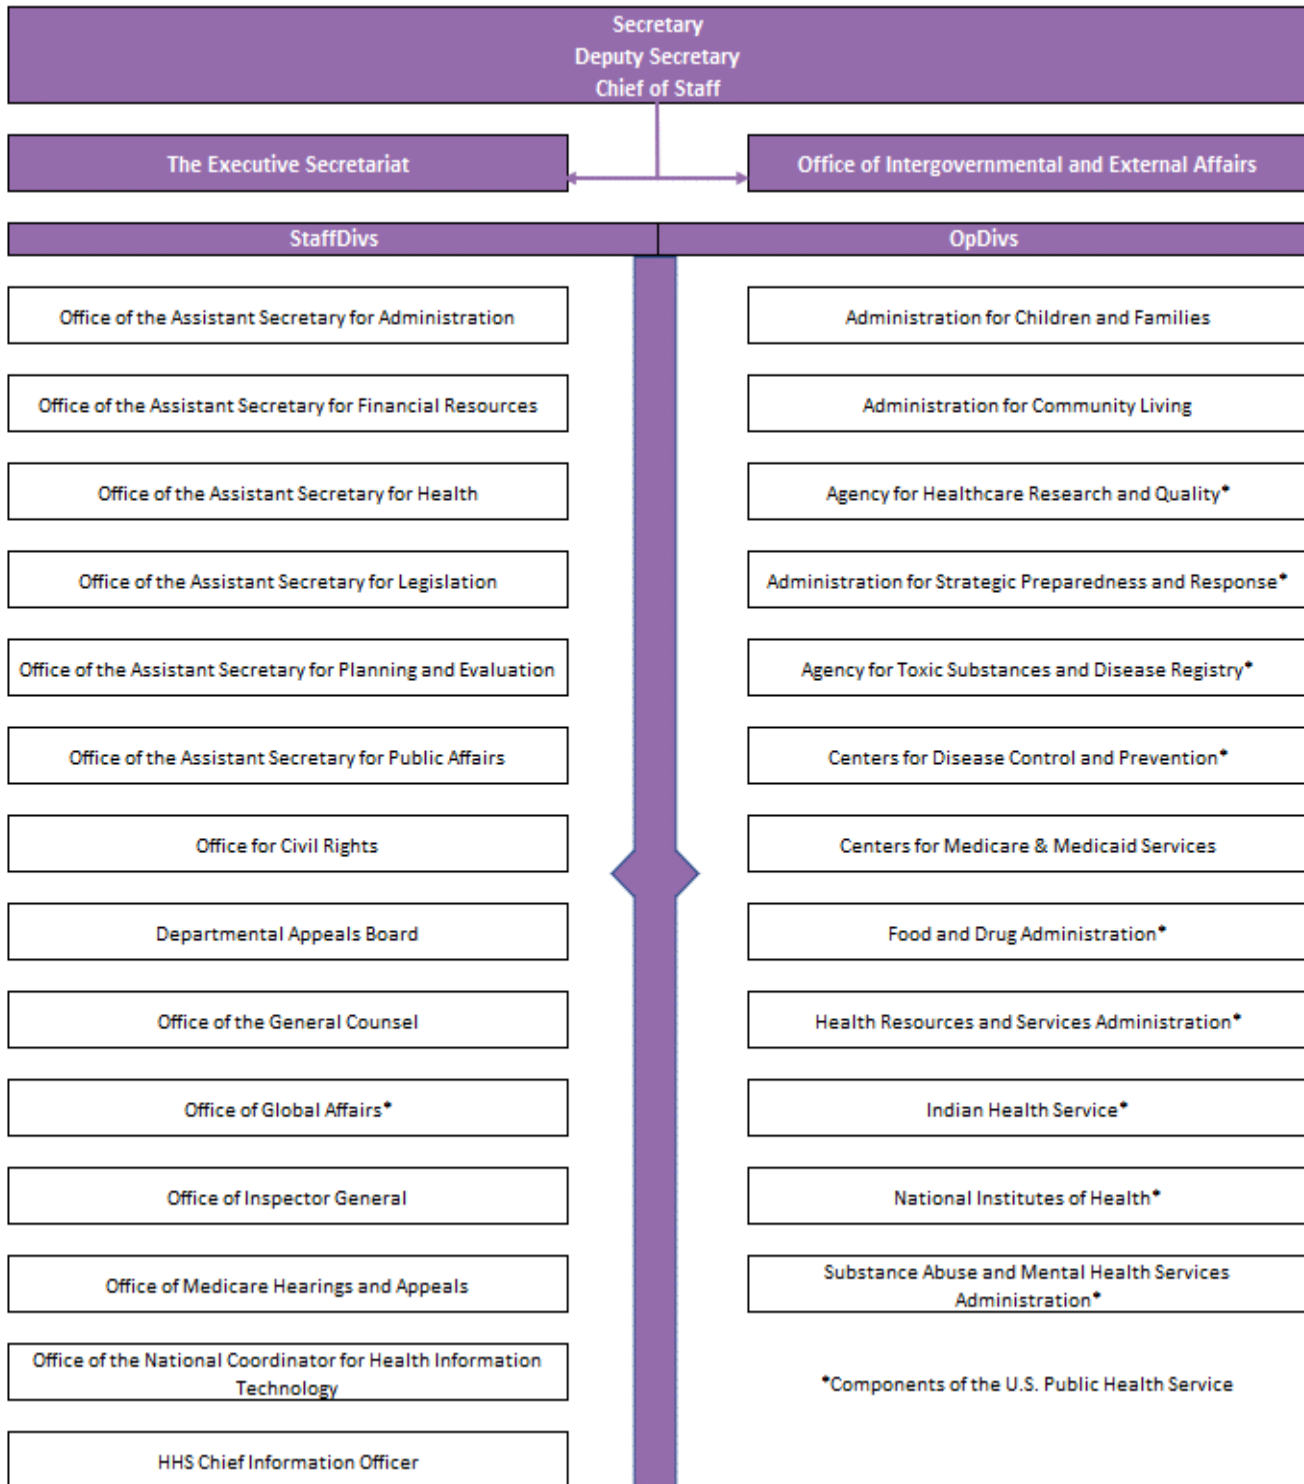 Secretary
Deputy Secretary
Chief of Staff
The Executive Secretariat
Office of Intergovernmental and External Affairs
StaffDivs
OpDivs
Office of the Assistant Secretary for Administration
Administration for Children and Families
Office of the Assistant Secretary for Financial Resources
Administration for Community Living
Office of the Assistant Secretary for Health
Agency for Healthcare Research and Quality*
Office of the Assistant Secretary for Legislation
Administration for Strategic Preparedness and Response*
Office of the Assistant Secretary for Planning and Evaluation
Agency for Toxic Substances and Disease Registry*
Office of the Assistant Secretary for Public Affairs
Centers for Disease Control and Prevention*
Office for Civil Rights
Centers for Medicare & Medicaid Services
Departmental Appeals Board
Food and Drug Administration*
Office of the General Counsel
Health Resources and Services Administration*
Office of Global Affairs*
Indian Health Service*
Office of Inspector General
National Institutes of Health*
Office of Medicare Hearings and Appeals
Substance Abuse and Mental Health Services
Administration*
Office of the National Coordinator for Health Information
Technology
*Components of the U.S. Public Health Service
HHS Chief Information Officer